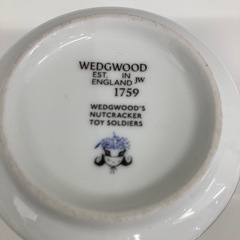 WEDGWOOD
EST. IN
ENGLAND JW
1759
WEDGWOOD'S
NUTCRACKER
TOY SOLDIERS